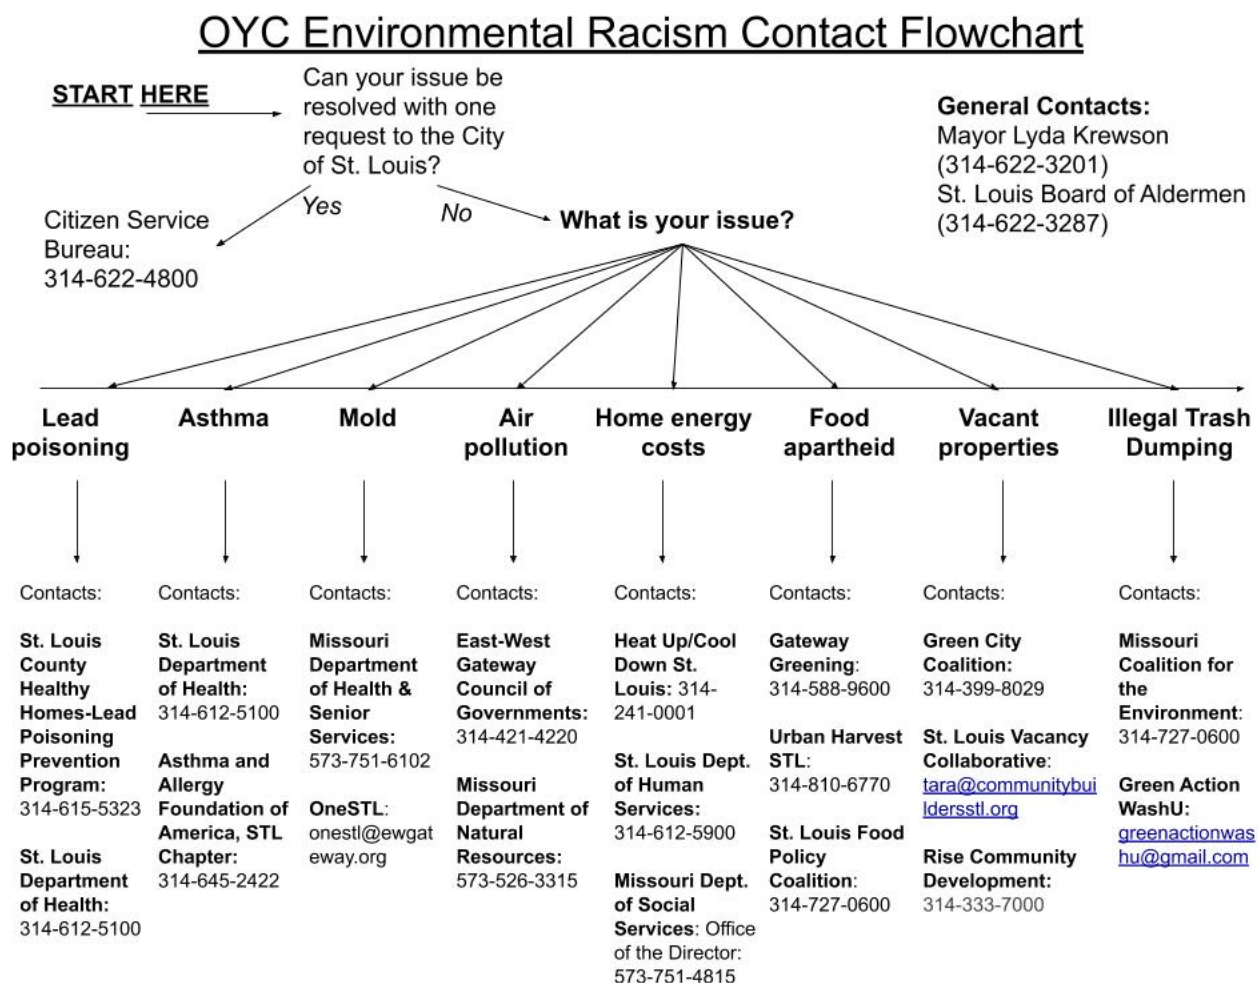 OYC Environmental Racism Contact Flowchart
START HERE
Can your issue be
resolved with one
request to the City
of St. Louis?
General Contacts:
Mayor Lyda Krewson
(314-622-3201)
St. Louis Board of Aldermen
(314-622-3287)
Yes
No
Citizen Service
Bureau:
314-622-4800
What is your issue?
Lead
poisoning
Asthma
Mold
Air
pollution
Home energy
costs
Food
apartheid
Vacant
properties
Illegal Trash
Dumping
Contacts:
St. Louis
County
Healthy
Homes-Lead
Poisoning
Prevention
Program:
314-615-5323
St. Louis
Department
of Health:
314-612-5100
Contacts:
St. Louis
Department
of Health:
314-612-5100
Asthma and
Allergy
Foundation of
America, STL
Chapter:
314-645-2422
Contacts:
Missouri
Department
of Health &
Senior
Services:
573-751-6102
OneSTL:
onestl@ewgat
eway.org
Contacts:
East-West
Gateway
Council of
Governments:
314-421-4220
Missouri
Department of
Natural
Resources:
573-526-3315
Contacts:
Heat Up/Cool
Down St.
Louis: 314-
241-0001
St. Louis Dept.
of Human
Services:
314-612-5900
Missouri Dept.
of Social
Services: Office
of the Director:
573-751-4815
Contacts:
Gateway
Greening:
314-588-9600
Urban Harvest
STL:
314-810-6770
St. Louis Food
Policy
Coalition:
314-727-0600
Contacts:
Green City
Coalition:
314-399-8029
St. Louis Vacancy
Collaborative:
tara@communitybui
ldersstl.org
Rise Community
Development:
314-333-7000
Contacts:
Missouri
Coalition for
the
Environment:
314-727-0600
Green Action
WashU:
greenactionwas
hu@gmail.com